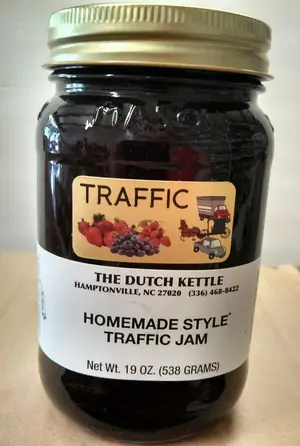 MASON
TRAFFIC
THE DUTCH KETTLE
HAMPTONVILLE, NC 27020 (336) 468-8422
HOMEMADE STYLE*
TRAFFIC JAM
Net Wt. 19 OZ. (538 GRAMS)